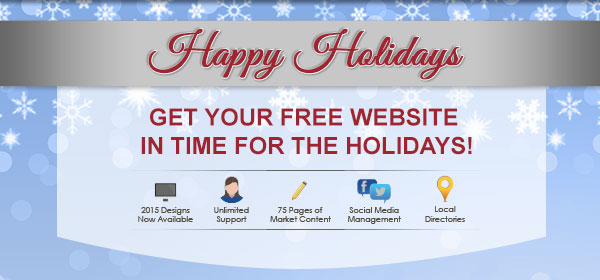 Happy Holidays
GET YOUR FREE WEBSITE
IN TIME FOR THE HOLIDAYS!
2015 Designs
Now Available
Unlimited
Support
75 Pages of
Market Content
f
Social Media
Management
Local
Directories